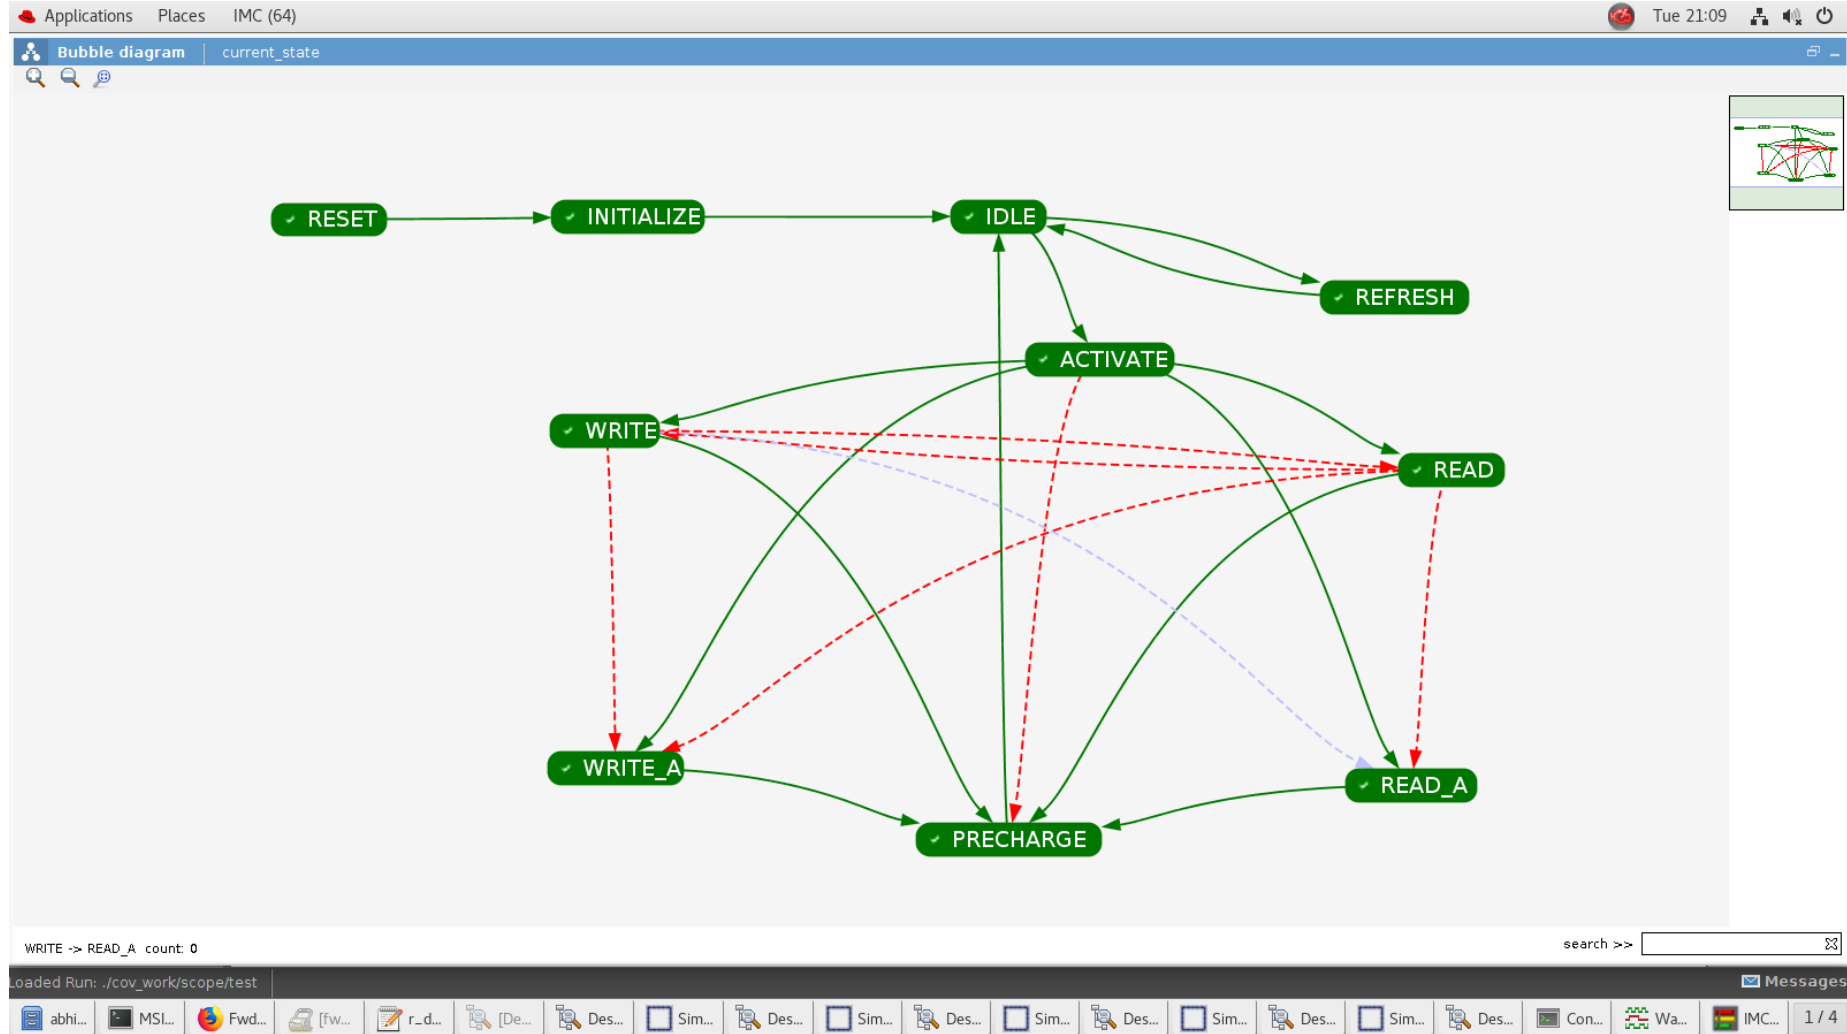 Applications Places IMC (64) Tue 21:09
Bubble diagram current_state
RESET
INITIALIZE
IDLE
REFRESH
ACTIVATE
WRITE
READ
WRITE_A
READ_A
PRECHARGE
WRITE -> READ_A count: 0
search >>
Loaded Run: ./cov_work/scope/test Messages
abhi... MSI... Fwd... [fw... r_d... [De... Des... Sim... Des... Sim... Des... Sim... Des... Sim... Des... Sim... Des... Con... Wa... IMC... 1 / 4